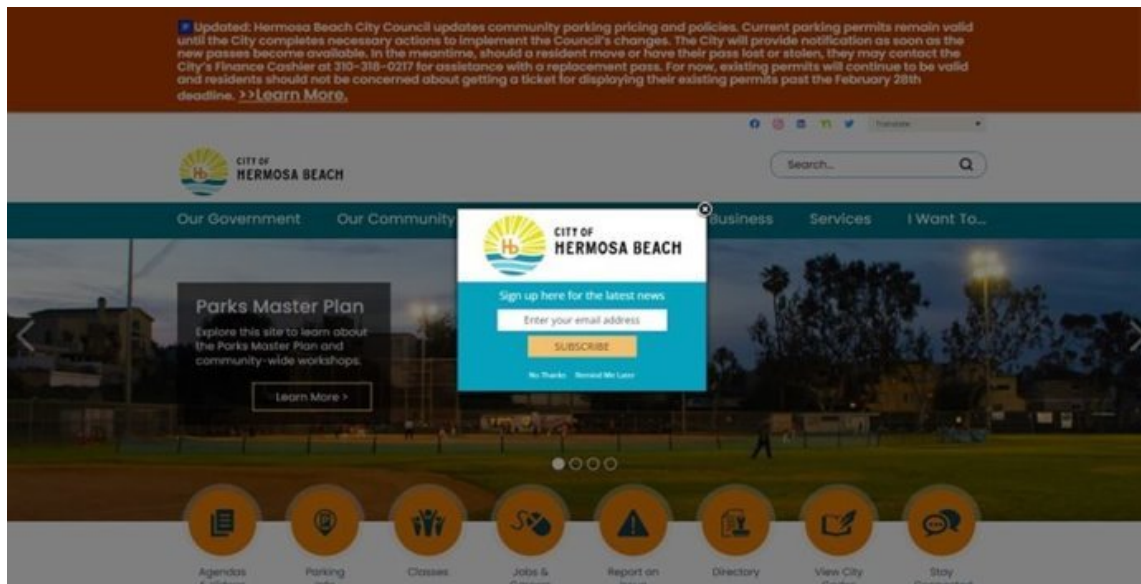 Updated: Hermosa Beach City Council updates community parking pricing and policies. Current parking permits remain valid
until the City completes necessary actions to implement the Council's changes. The City will provide notification as soon as the
new passes become available. In the meantime, should a resident move or have their pass lost or stolen, they may contact the
City's Finance Cashier at 310-318-0217 for assistance with a replacement pass. For now, existing permits will continue to be valid
and residents should not be concerned about getting a ticket for displaying their existing permits past the February 28th
deadline. >>Learn More.
Translate
CITY OF
HERMOSA BEACH
Search...
Our Government Our Community Business Services I Want To...
Hb
CITY OF
HERMOSA BEACH
Sign up here for the latest news
Enter your email address
SUBSCRIBE
No Thanks Remind Me Later
Parks Master Plan
Explore this site to learn about
the Parks Master Plan and
community-wide workshops.
Learn More >
Agendas Parking Classes Jobs & Report an Directory View City Stay